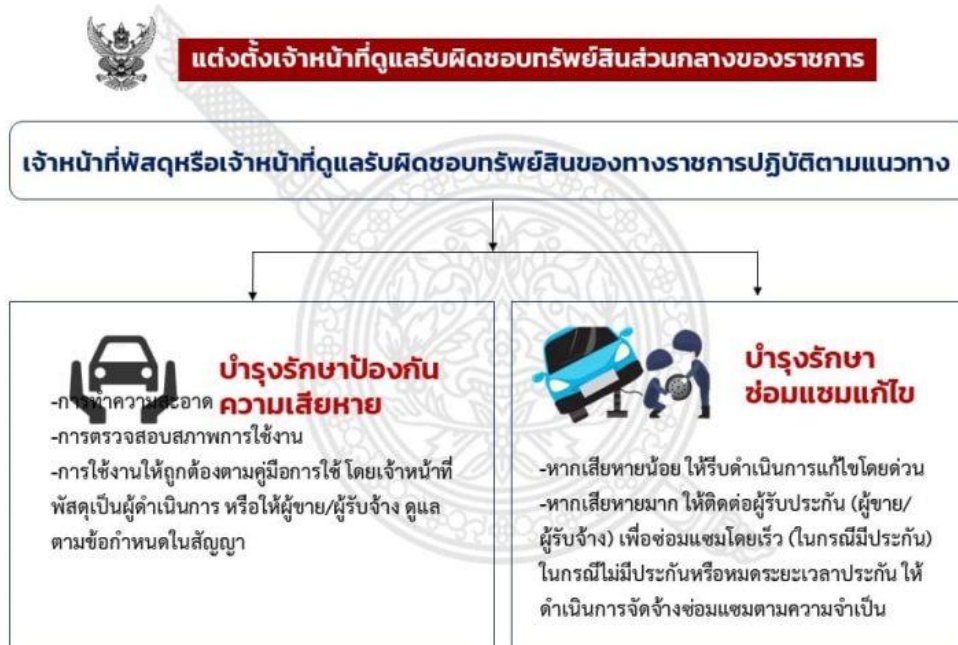 แต่งตั้งเจ้าหน้าที่ดูแลรับผิดชอบทรัพย์สินส่วนกลางของราชการ
เจ้าหน้าที่พัสดุหรือเจ้าหน้าที่ดูแลรับผิดชอบทรัพย์สินของทางราชการปฏิบัติตามแนวทาง
บำรุงรักษาป้องกัน
ความเสียหาย
-การทำความสะอาด
-การตรวจสอบสภาพการใช้งาน
-การใช้งานให้ถูกต้องตามคู่มือการใช้ โดยเจ้าหน้าที่
พัสดุเป็นผู้ดำเนินการ หรือให้ผู้ขาย/ผู้รับจ้าง ดูแล
ตามข้อกำหนดในสัญญา
บำรุงรักษา
ซ่อมแซมแก้ไข
-หากเสียหายน้อย ให้รีบดำเนินการแก้ไขโดยด่วน
-หากเสียหายมาก ให้ติดต่อผู้รับประกัน (ผู้ขาย/
ผู้รับจ้าง) เพื่อซ่อมแซมโดยเร็ว (ในกรณีมีประกัน)
ในกรณีไม่มีประกันหรือหมดระยะเวลาประกัน ให้
ดำเนินการจัดจ้างซ่อมแซมตามความจำเป็น